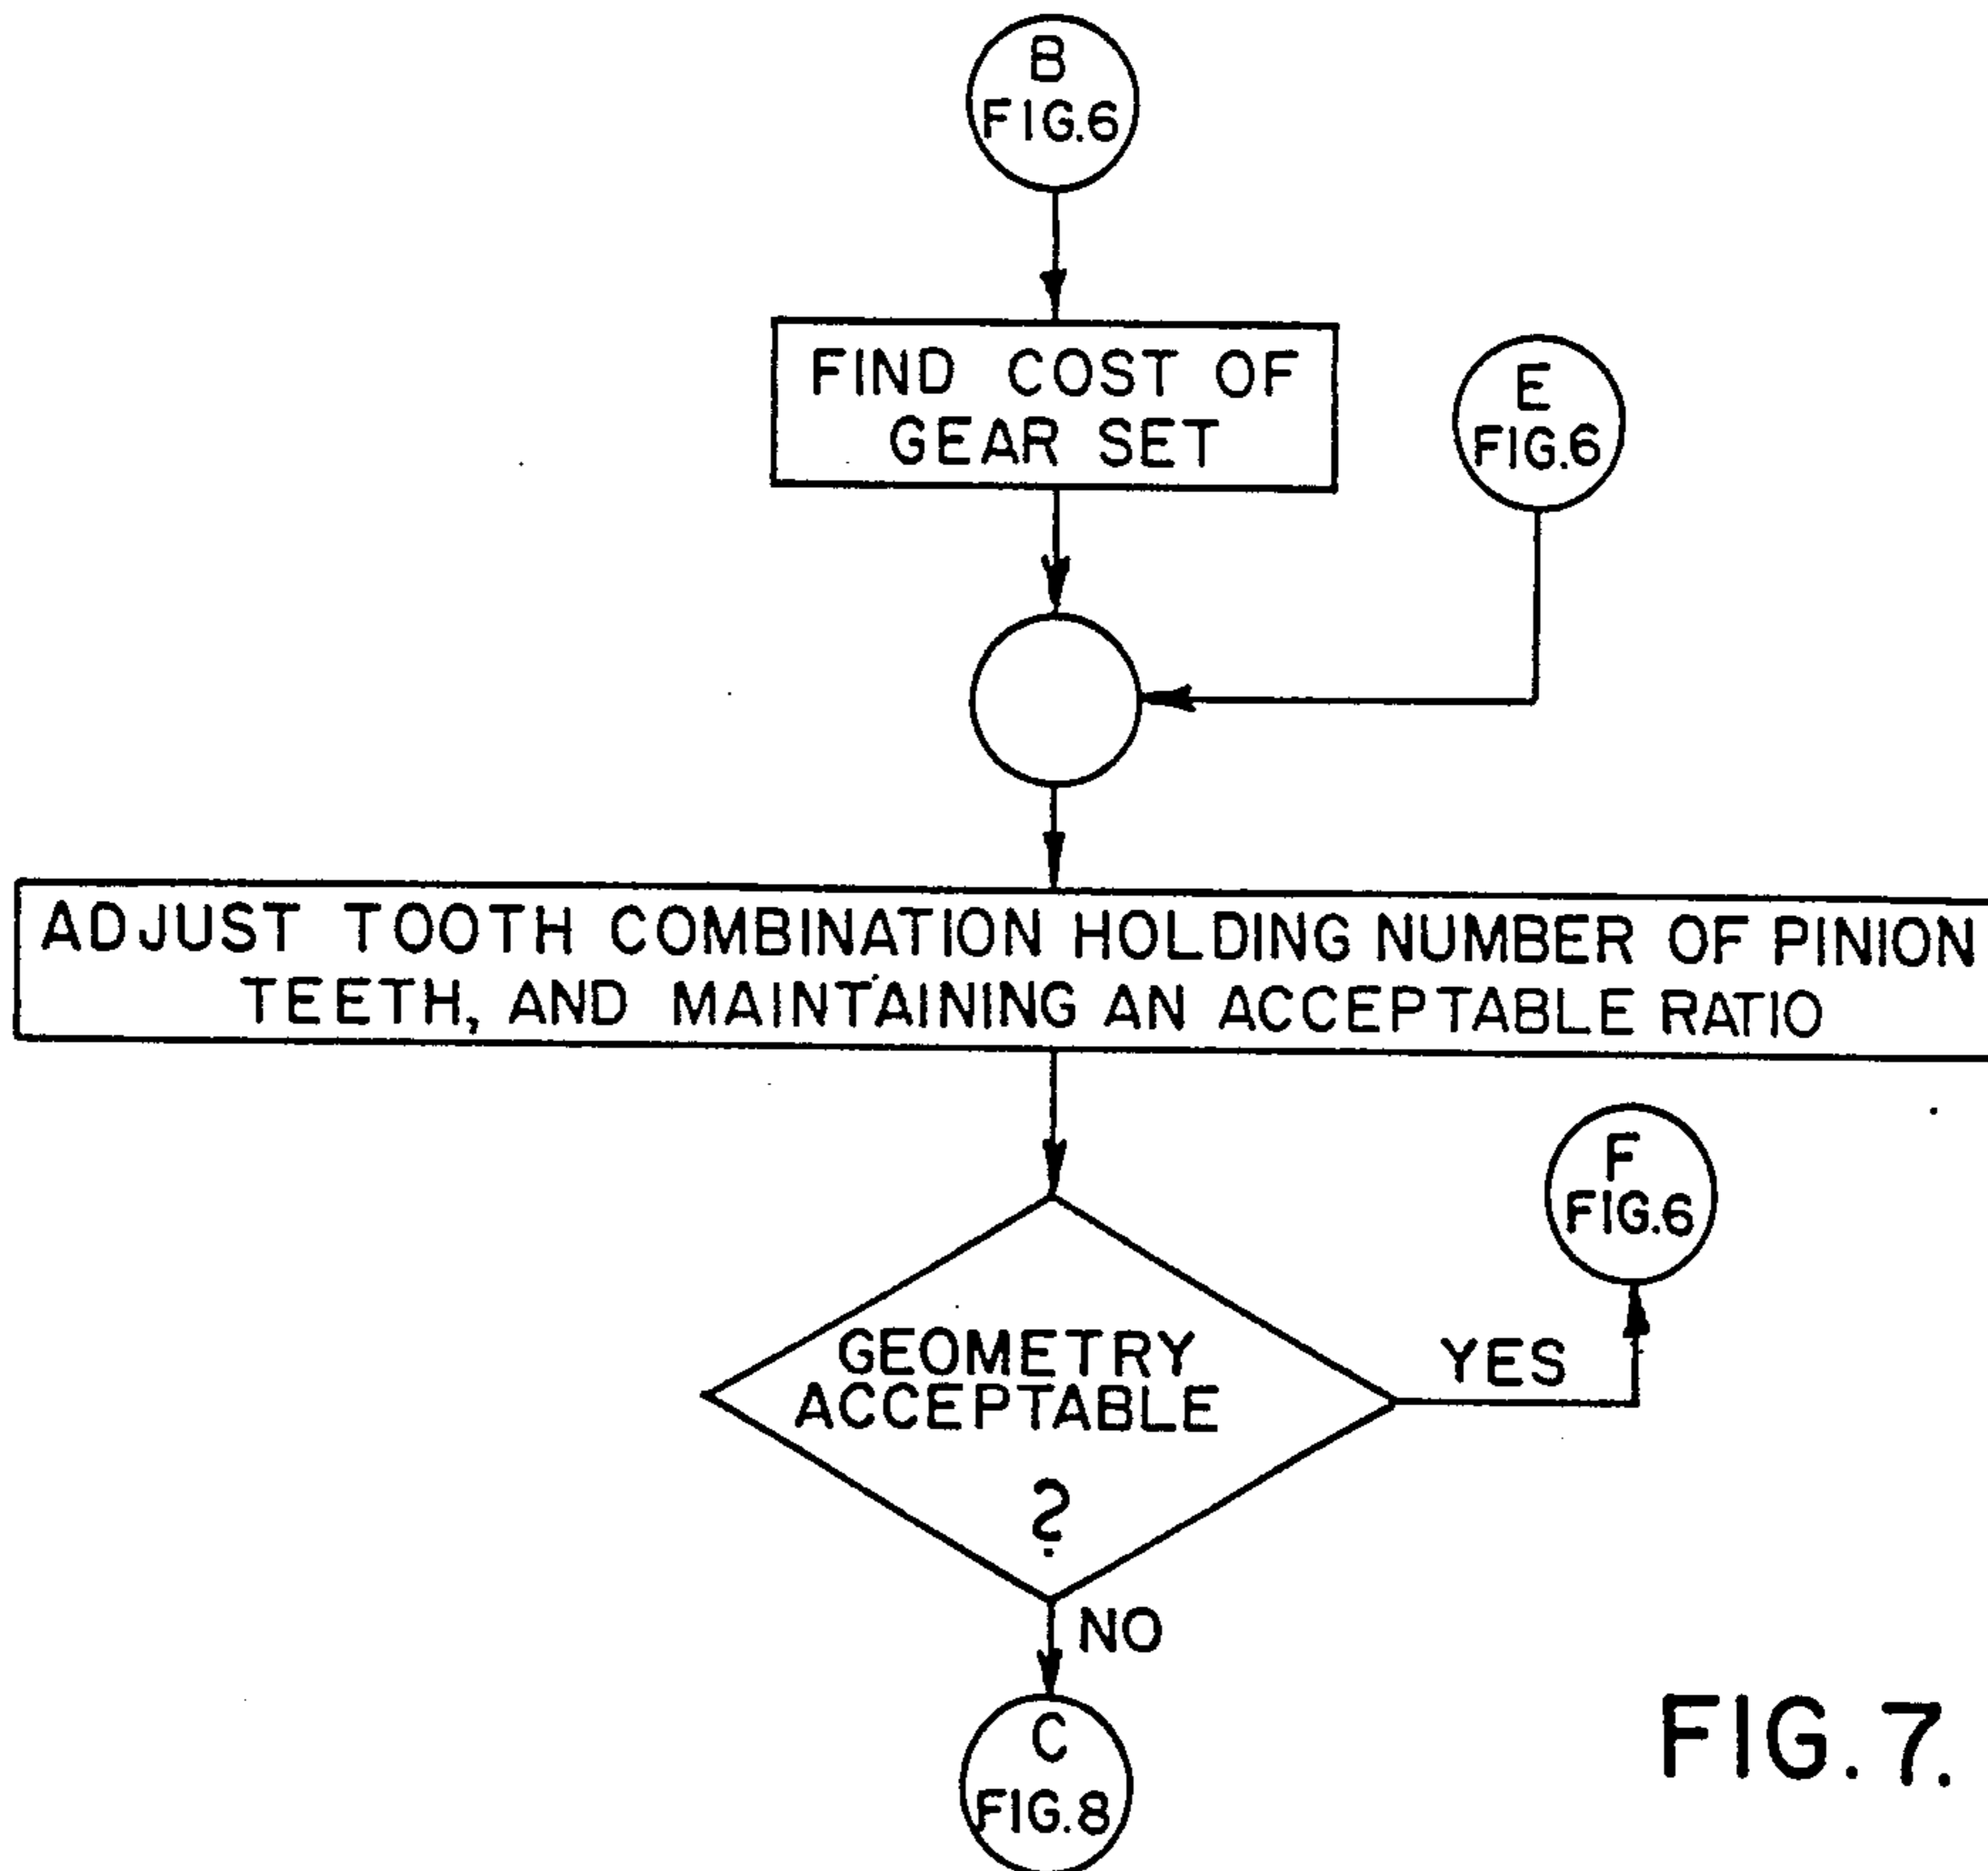 B
FIG.6
FIND COST OF
GEAR SET
E
FIG.6
ADJUST TOOTH COMBINATION HOLDING NUMBER OF PINION
TEETH, AND MAINTAINING AN ACCEPTABLE RATIO
F
FIG.6
GEOMETRY
ACCEPTABLE
?
YES
NO
C
FIG.8
FIG.7.